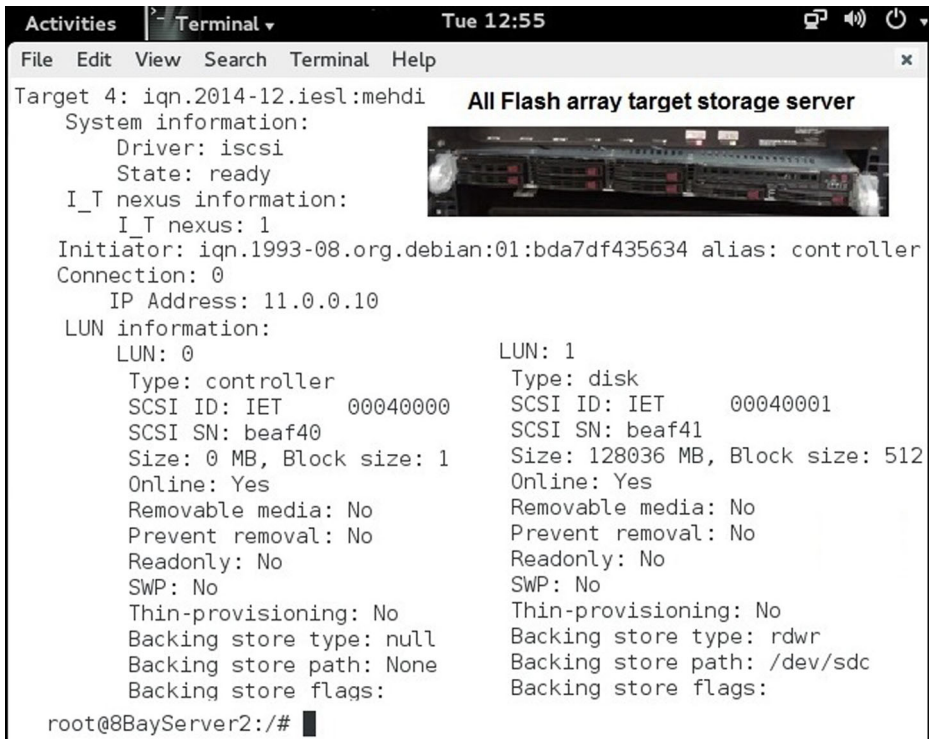 Activities Terminal Tue 12:55
File Edit View Search Terminal Help
Target 4: iqn.2014-12.iesl:mehdi
All Flash array target storage server
System information:
Driver: iscsi
State: ready
I_T nexus information:
I_T nexus: 1
Initiator: iqn.1993-08.org.debian:01:bda7df435634 alias: controller
Connection: 0
IP Address: 11.0.0.10
LUN information:
LUN: 0
Type: controller
SCSI ID: IET 00040000
SCSI SN: beaf40
Size: 0 MB, Block size: 1
Online: Yes
Removable media: No
Prevent removal: No
Readonly: No
SWP: No
Thin-provisioning: No
Backing store type: null
Backing store path: None
Backing store flags:
LUN: 1
Type: disk
SCSI ID: IET 00040001
SCSI SN: beaf41
Size: 128036 MB, Block size: 512
Online: Yes
Removable media: No
Prevent removal: No
Readonly: No
SWP: No
Thin-provisioning: No
Backing store type: rdwr
Backing store path: /dev/sdc
Backing store flags:
root@8BayServer2:/#